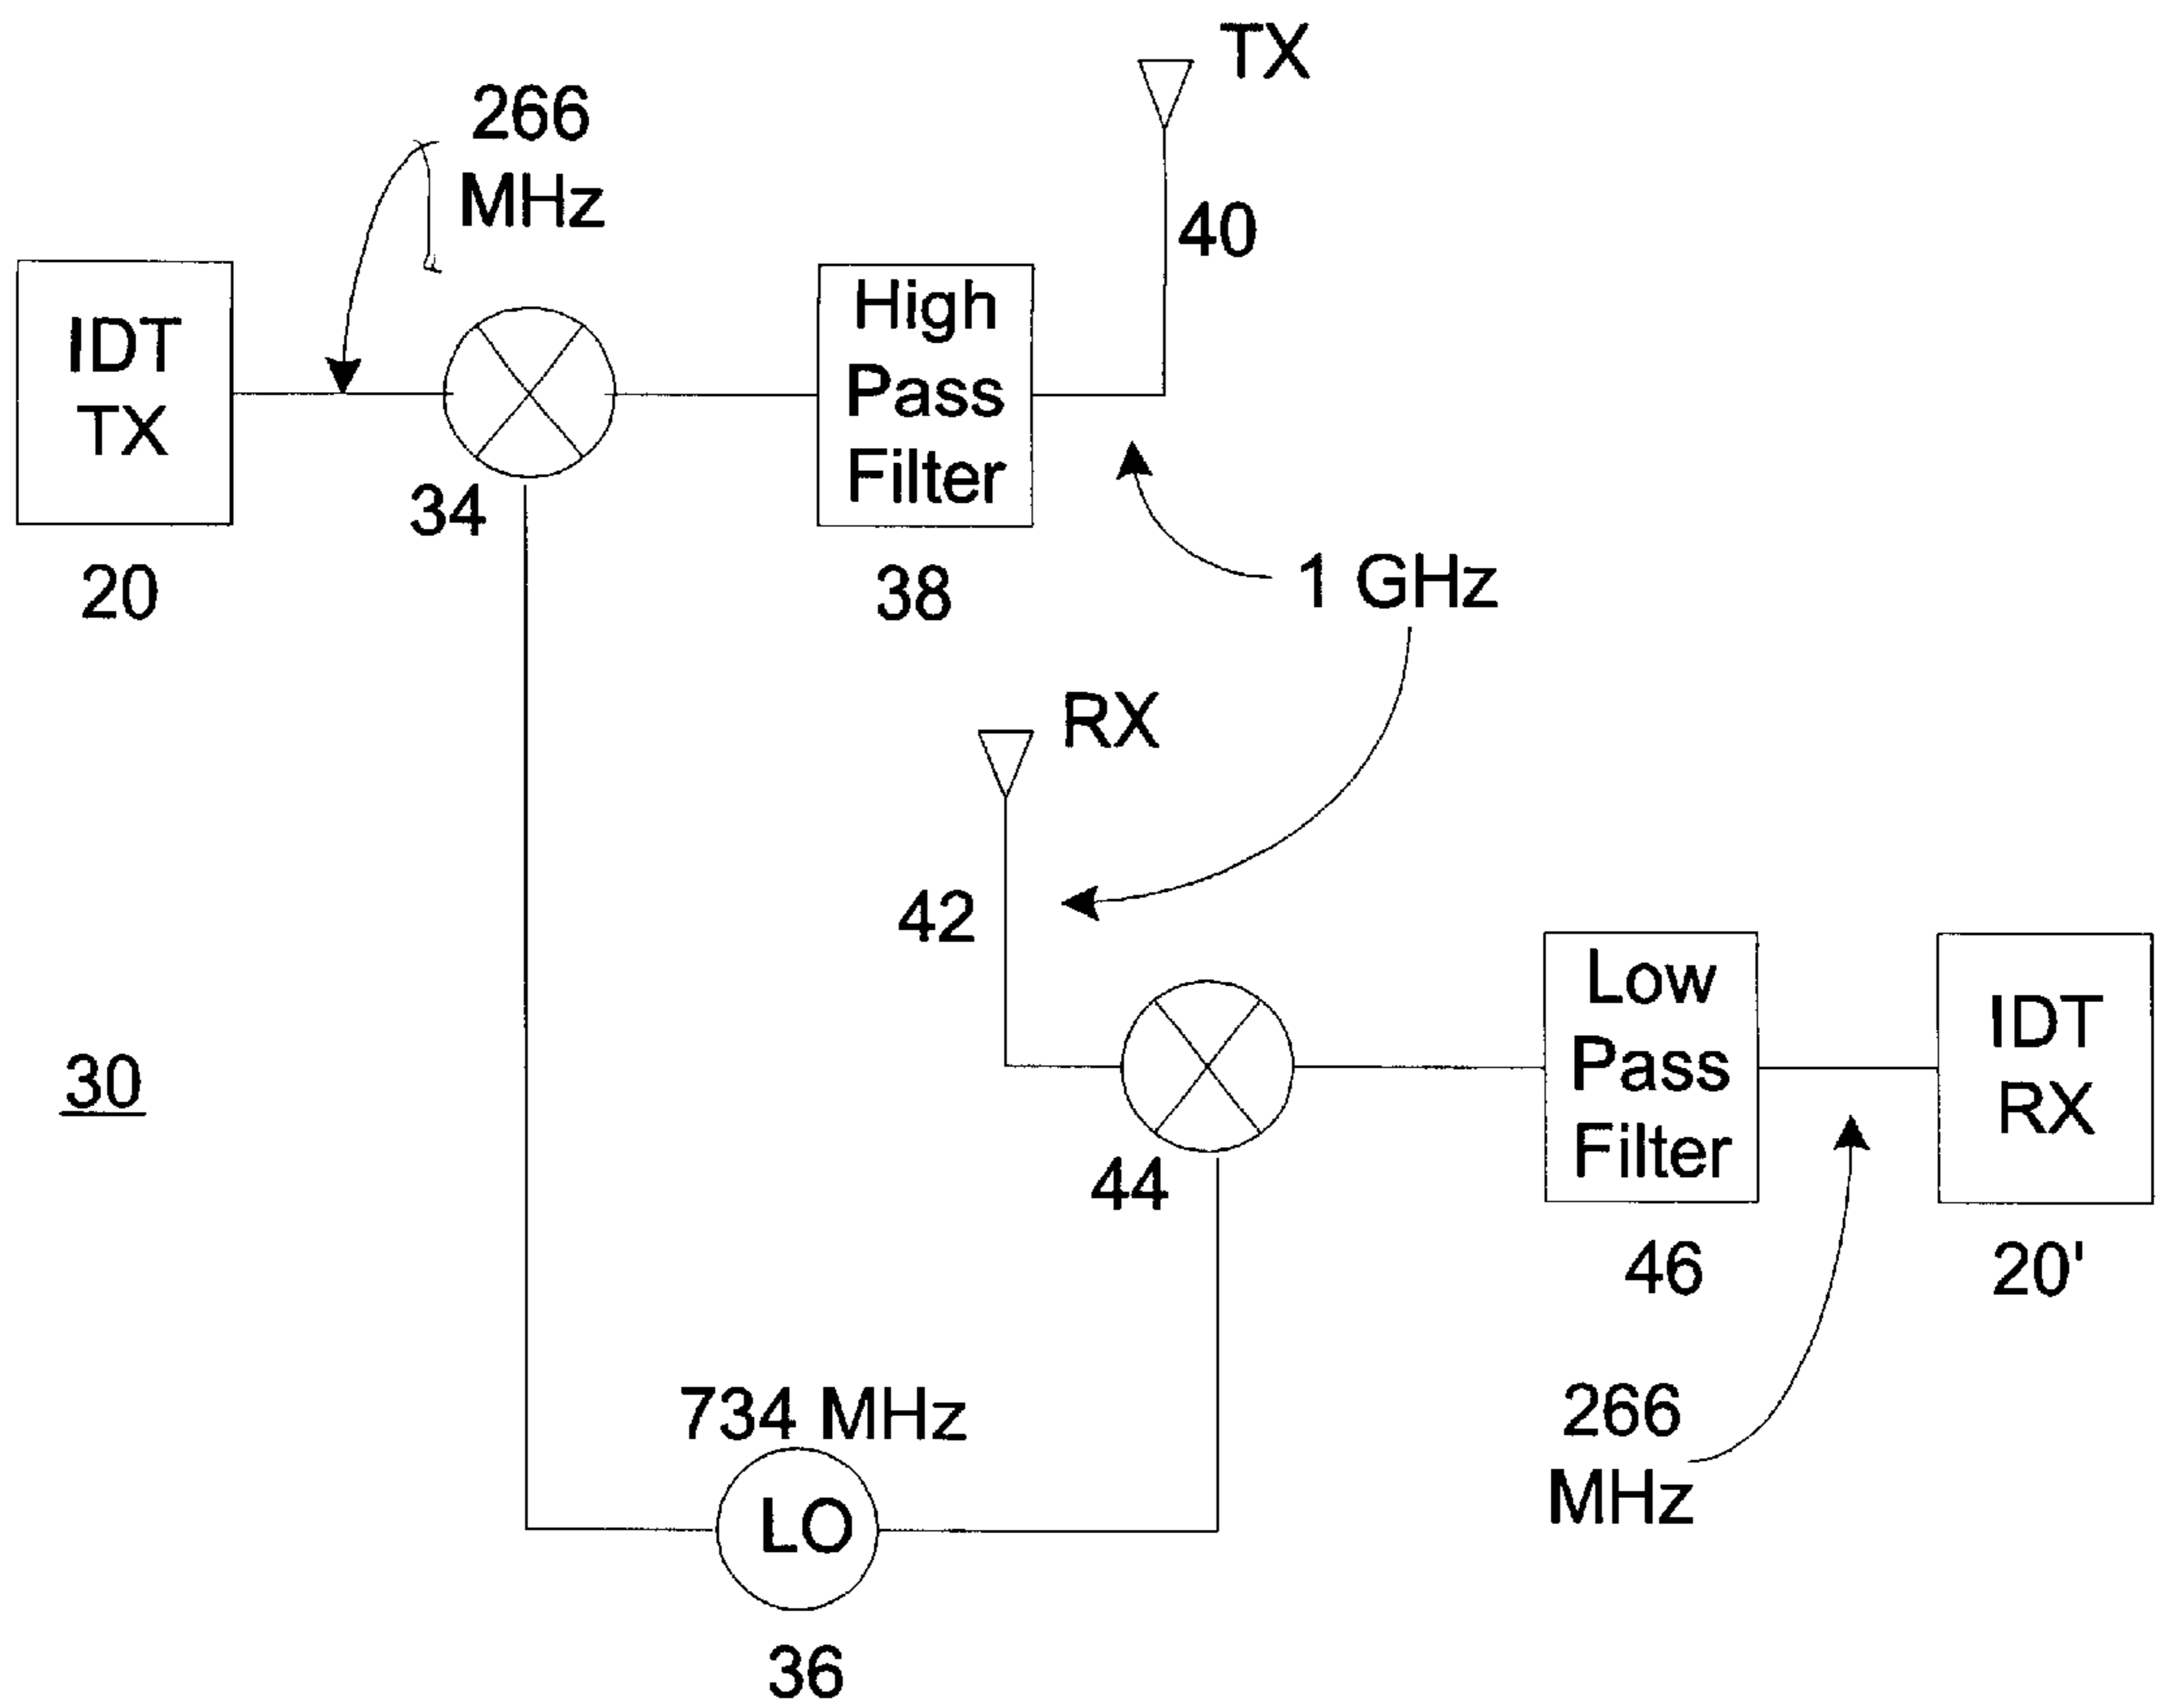 TX
266
MHz
40
IDT
TX
High
Pass
Filter
34
20
38
1 GHz
RX
42
Low
Pass
Filter
IDT
RX
30
44
46
20'
734 MHz
266
MHz
LO
36